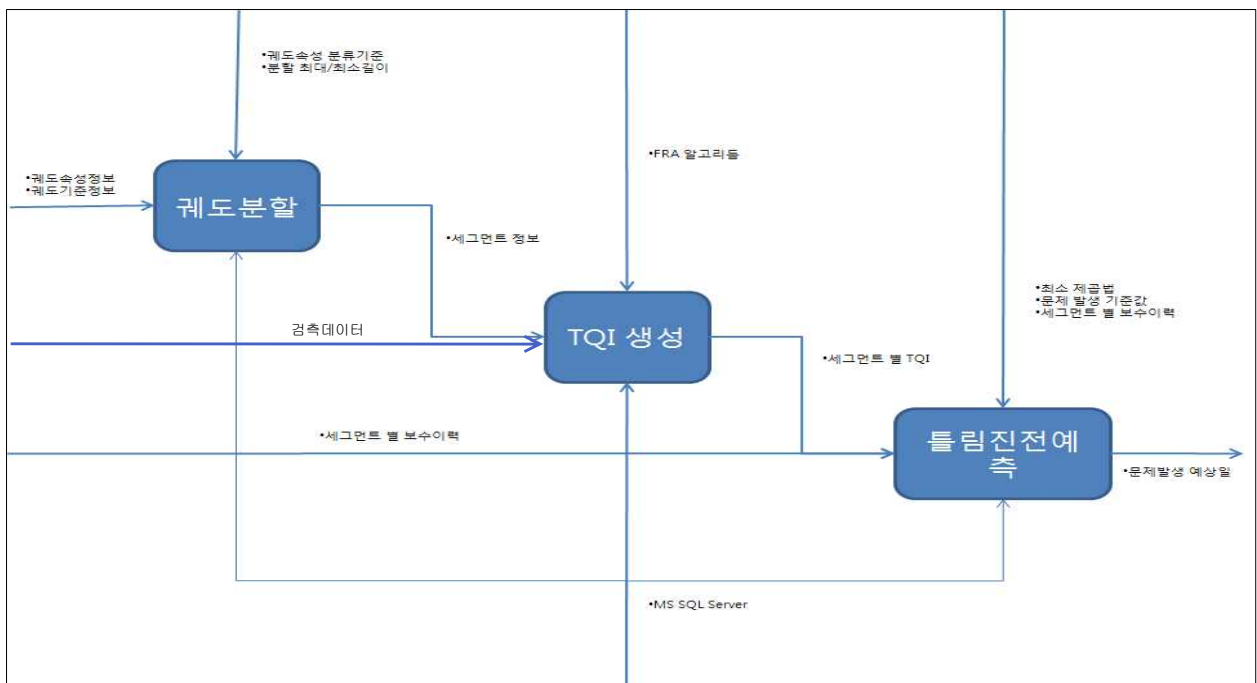 •궤도속성 분류기준
•분할 최대/최소길이
•FRA 알고리듬
•궤도속성정보
•궤도기준정보
궤도분할
•세그먼트 정보
•최소 제곱법
•문제 발생 기준값
•세그먼트 별 보수이력
검측데이터
TQI 생성
•세그먼트 별 TQI
•세그먼트 별 보수이력
틀림진전예
측
•문제발생 예상일
•MS SQL Server